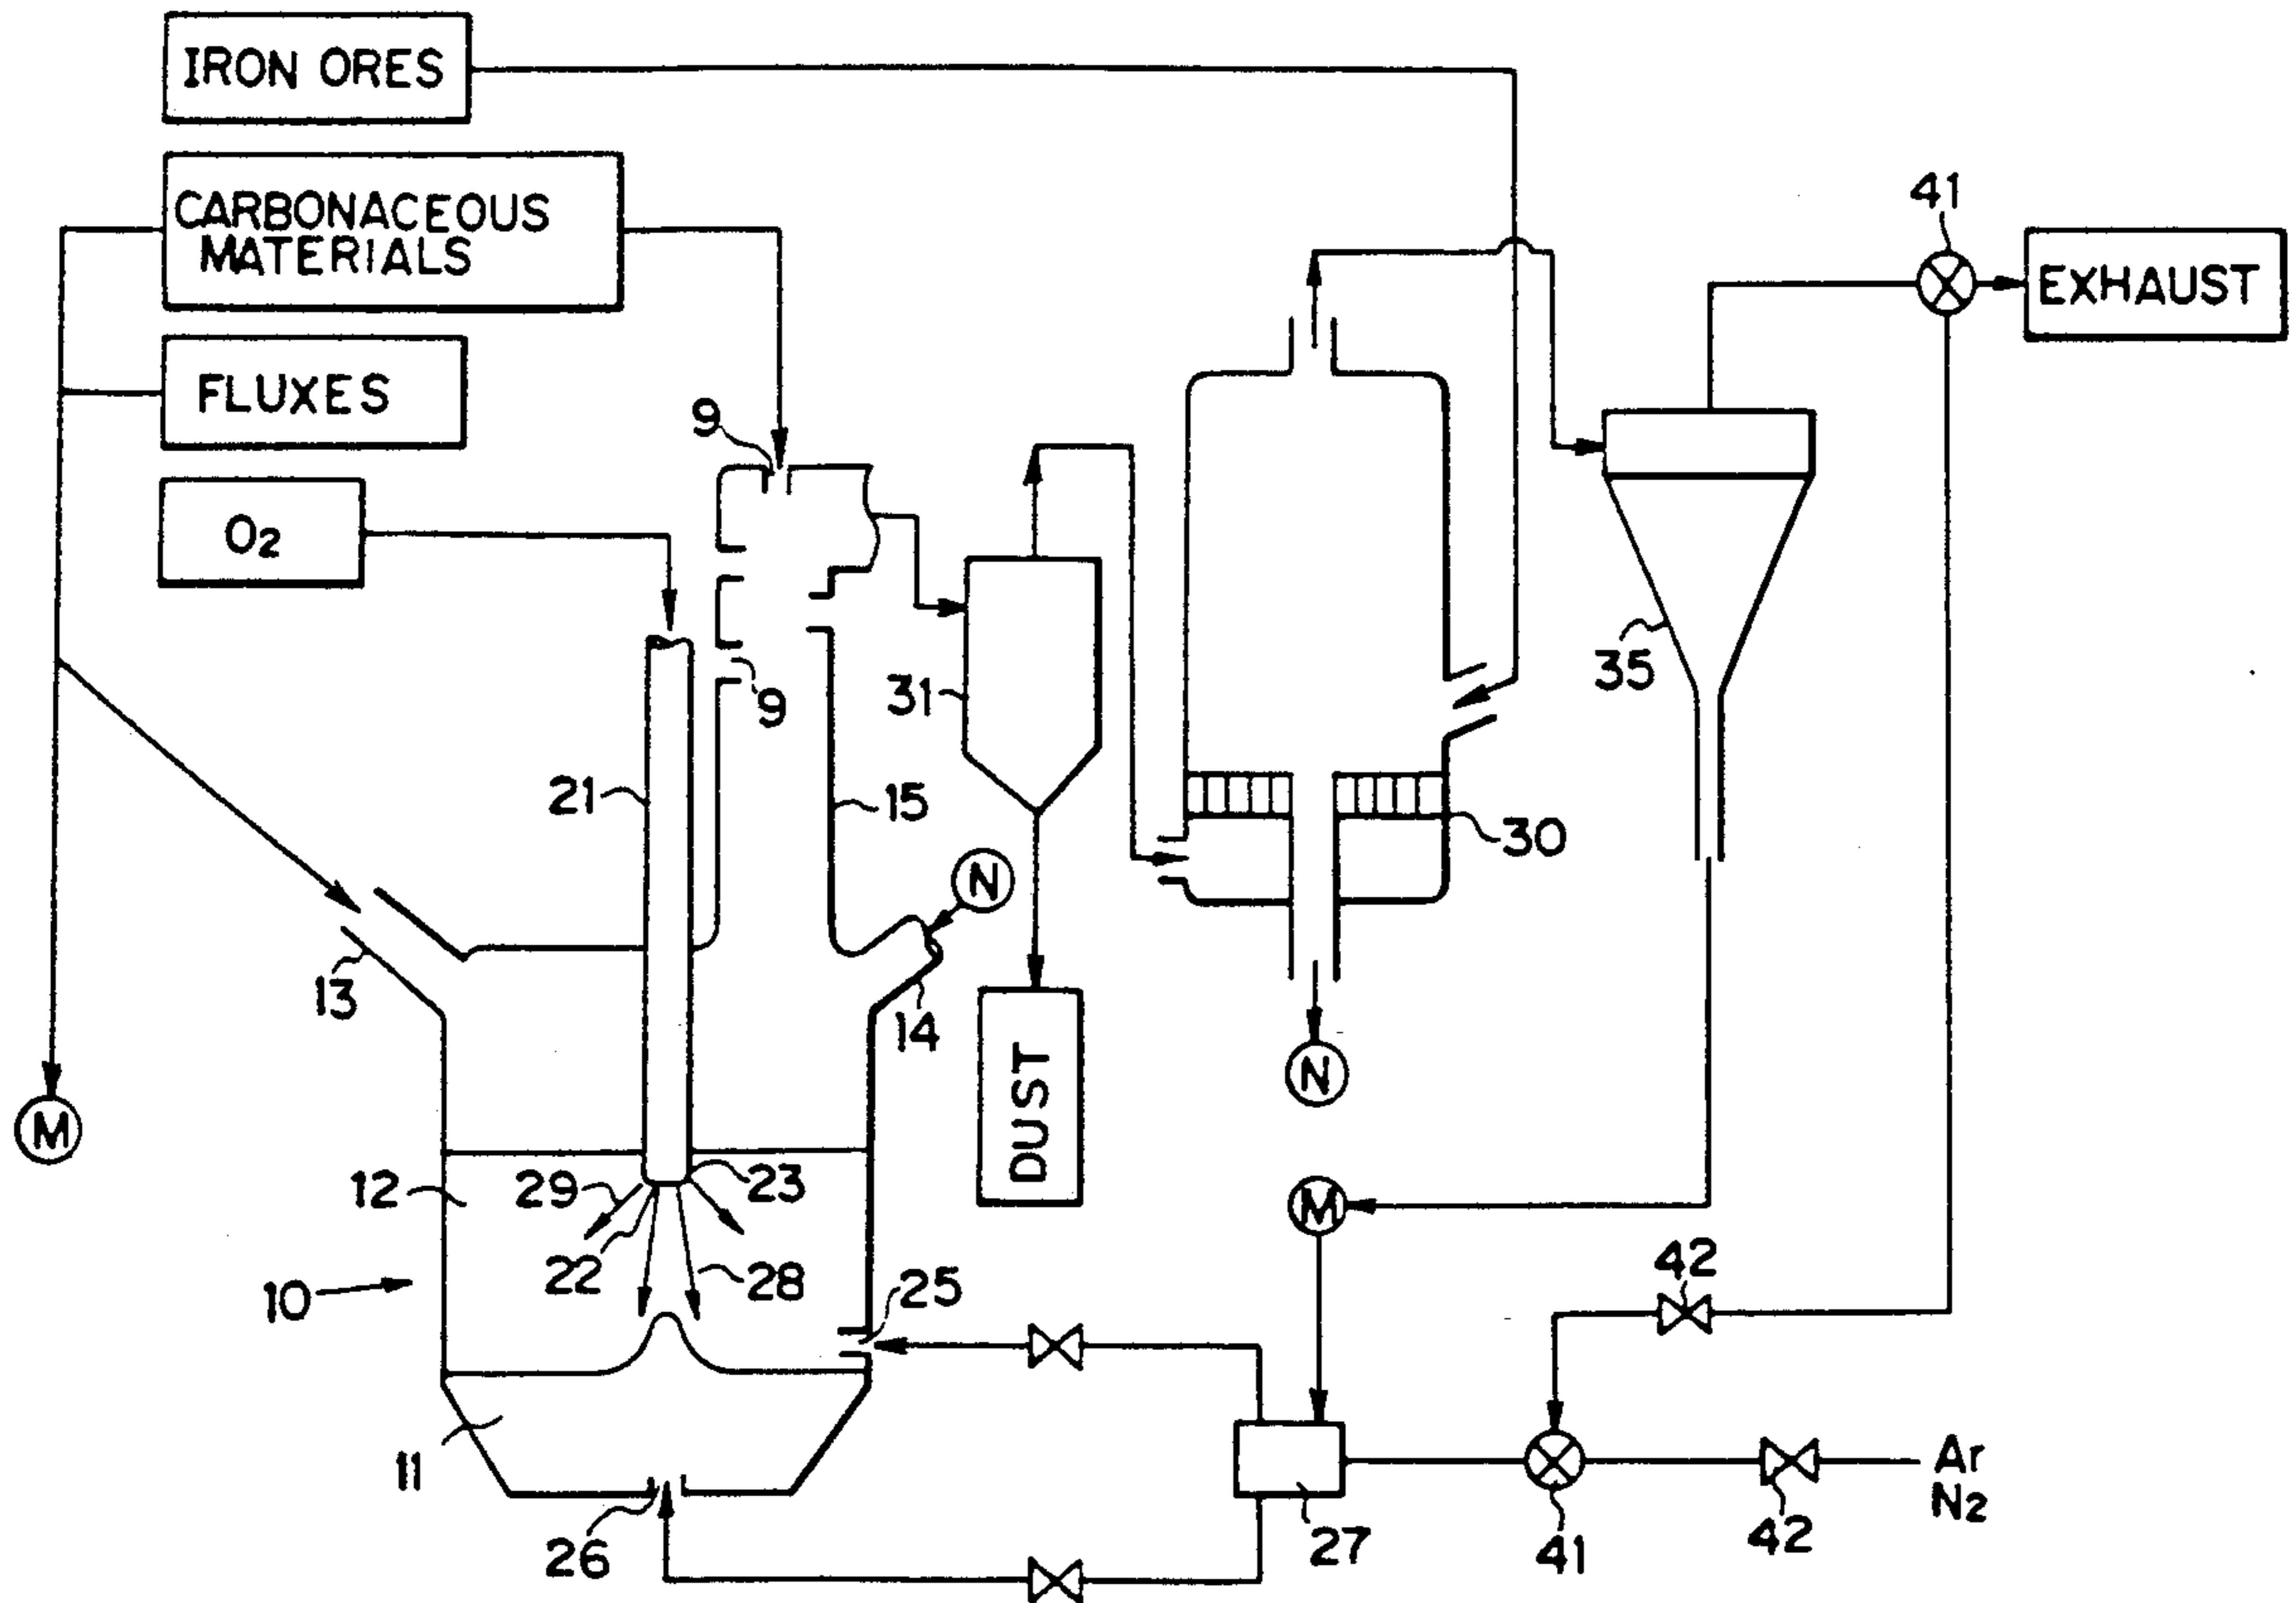 IRON ORES
CARBONACEOUS
MATERIALS
FLUXES
O2
41
EXHAUST
9
9
31
35
21
15
30
N
13
14
N
M
DUST
12
29
23
M
22
28
10
25
42
11
Ar
N2
26
27
41
42